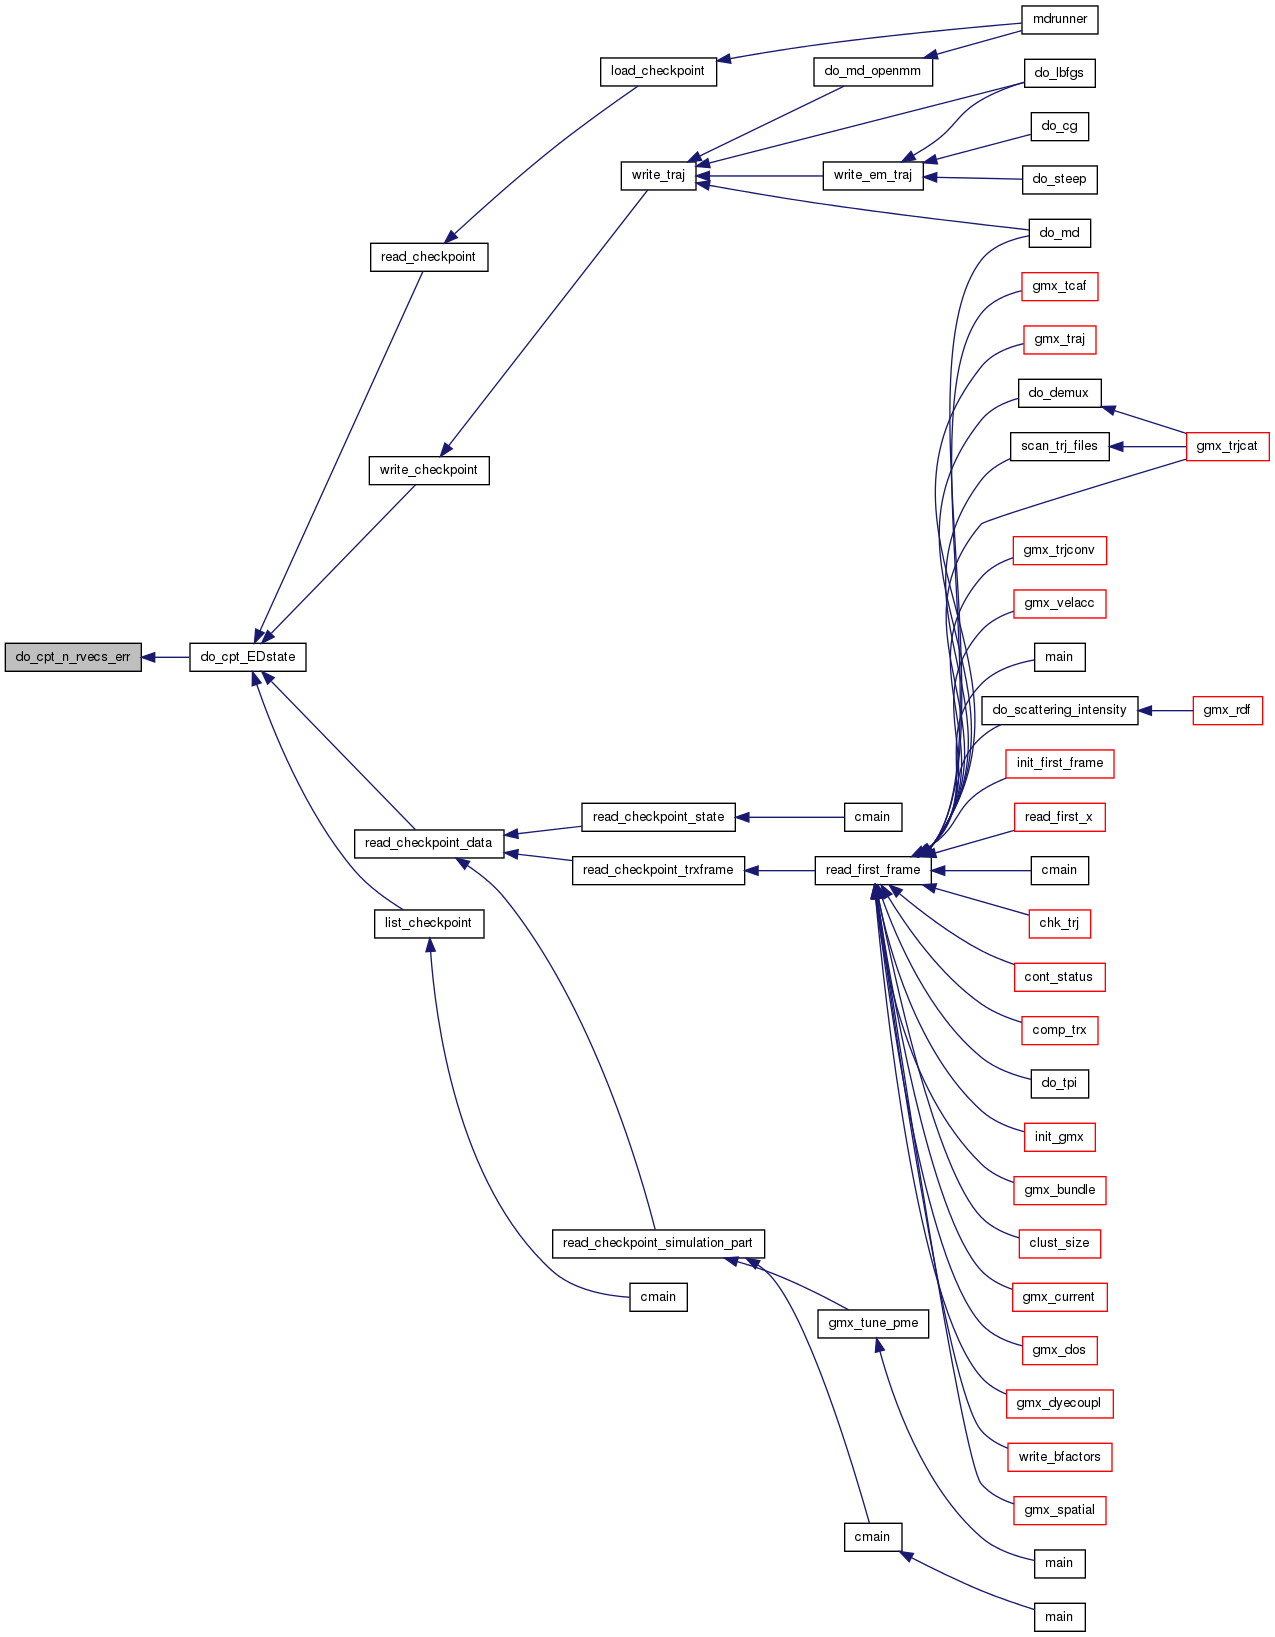 mdrunner
load_checkpoint
do_md_openmm
do_lbfgs
do_cg
write_traj
write_em_traj
do_steep
do_md
read_checkpoint
gmx_tcaf
gmx_traj
do_demux
scan_trj_files
gmx_trjcat
write_checkpoint
gmx_trjconv
gmx_velacc
do_cpt_n_rvecs_err
do_cpt_EDstate
main
do_scattering_intensity
gmx_rdf
init_first_frame
read_checkpoint_state
cmain
read_first_x
read_checkpoint_data
read_checkpoint_trxframe
read_first_frame
cmain
list_checkpoint
chk_trj
cont_status
comp_trx
do_tpi
init_gmx
gmx_bundle
read_checkpoint_simulation_part
clust_size
cmain
gmx_current
gmx_tune_pme
gmx_dos
gmx_dyecoupl
write_bfactors
gmx_spatial
cmain
main
main